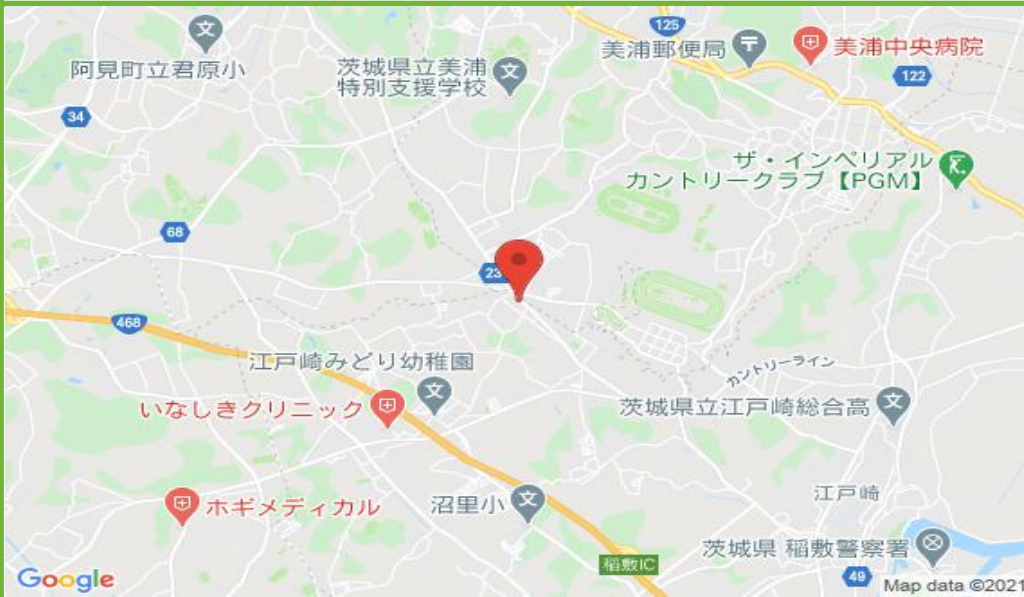 125
美浦郵便局
美浦中央病院
阿見町立君原小
茨城県立美浦
特別支援学校
122
34
ザ・インペリアル
カントリークラブ【PGM】
68
23
468
江戸崎みどり幼稚園
カントリーライン
いなしきクリニック
茨城県立江戸崎総合高
ホギメディカル
沼里小
江戸崎
茨城県 稲敷警察署
稲敷IC
49
Google
Map data ©2021